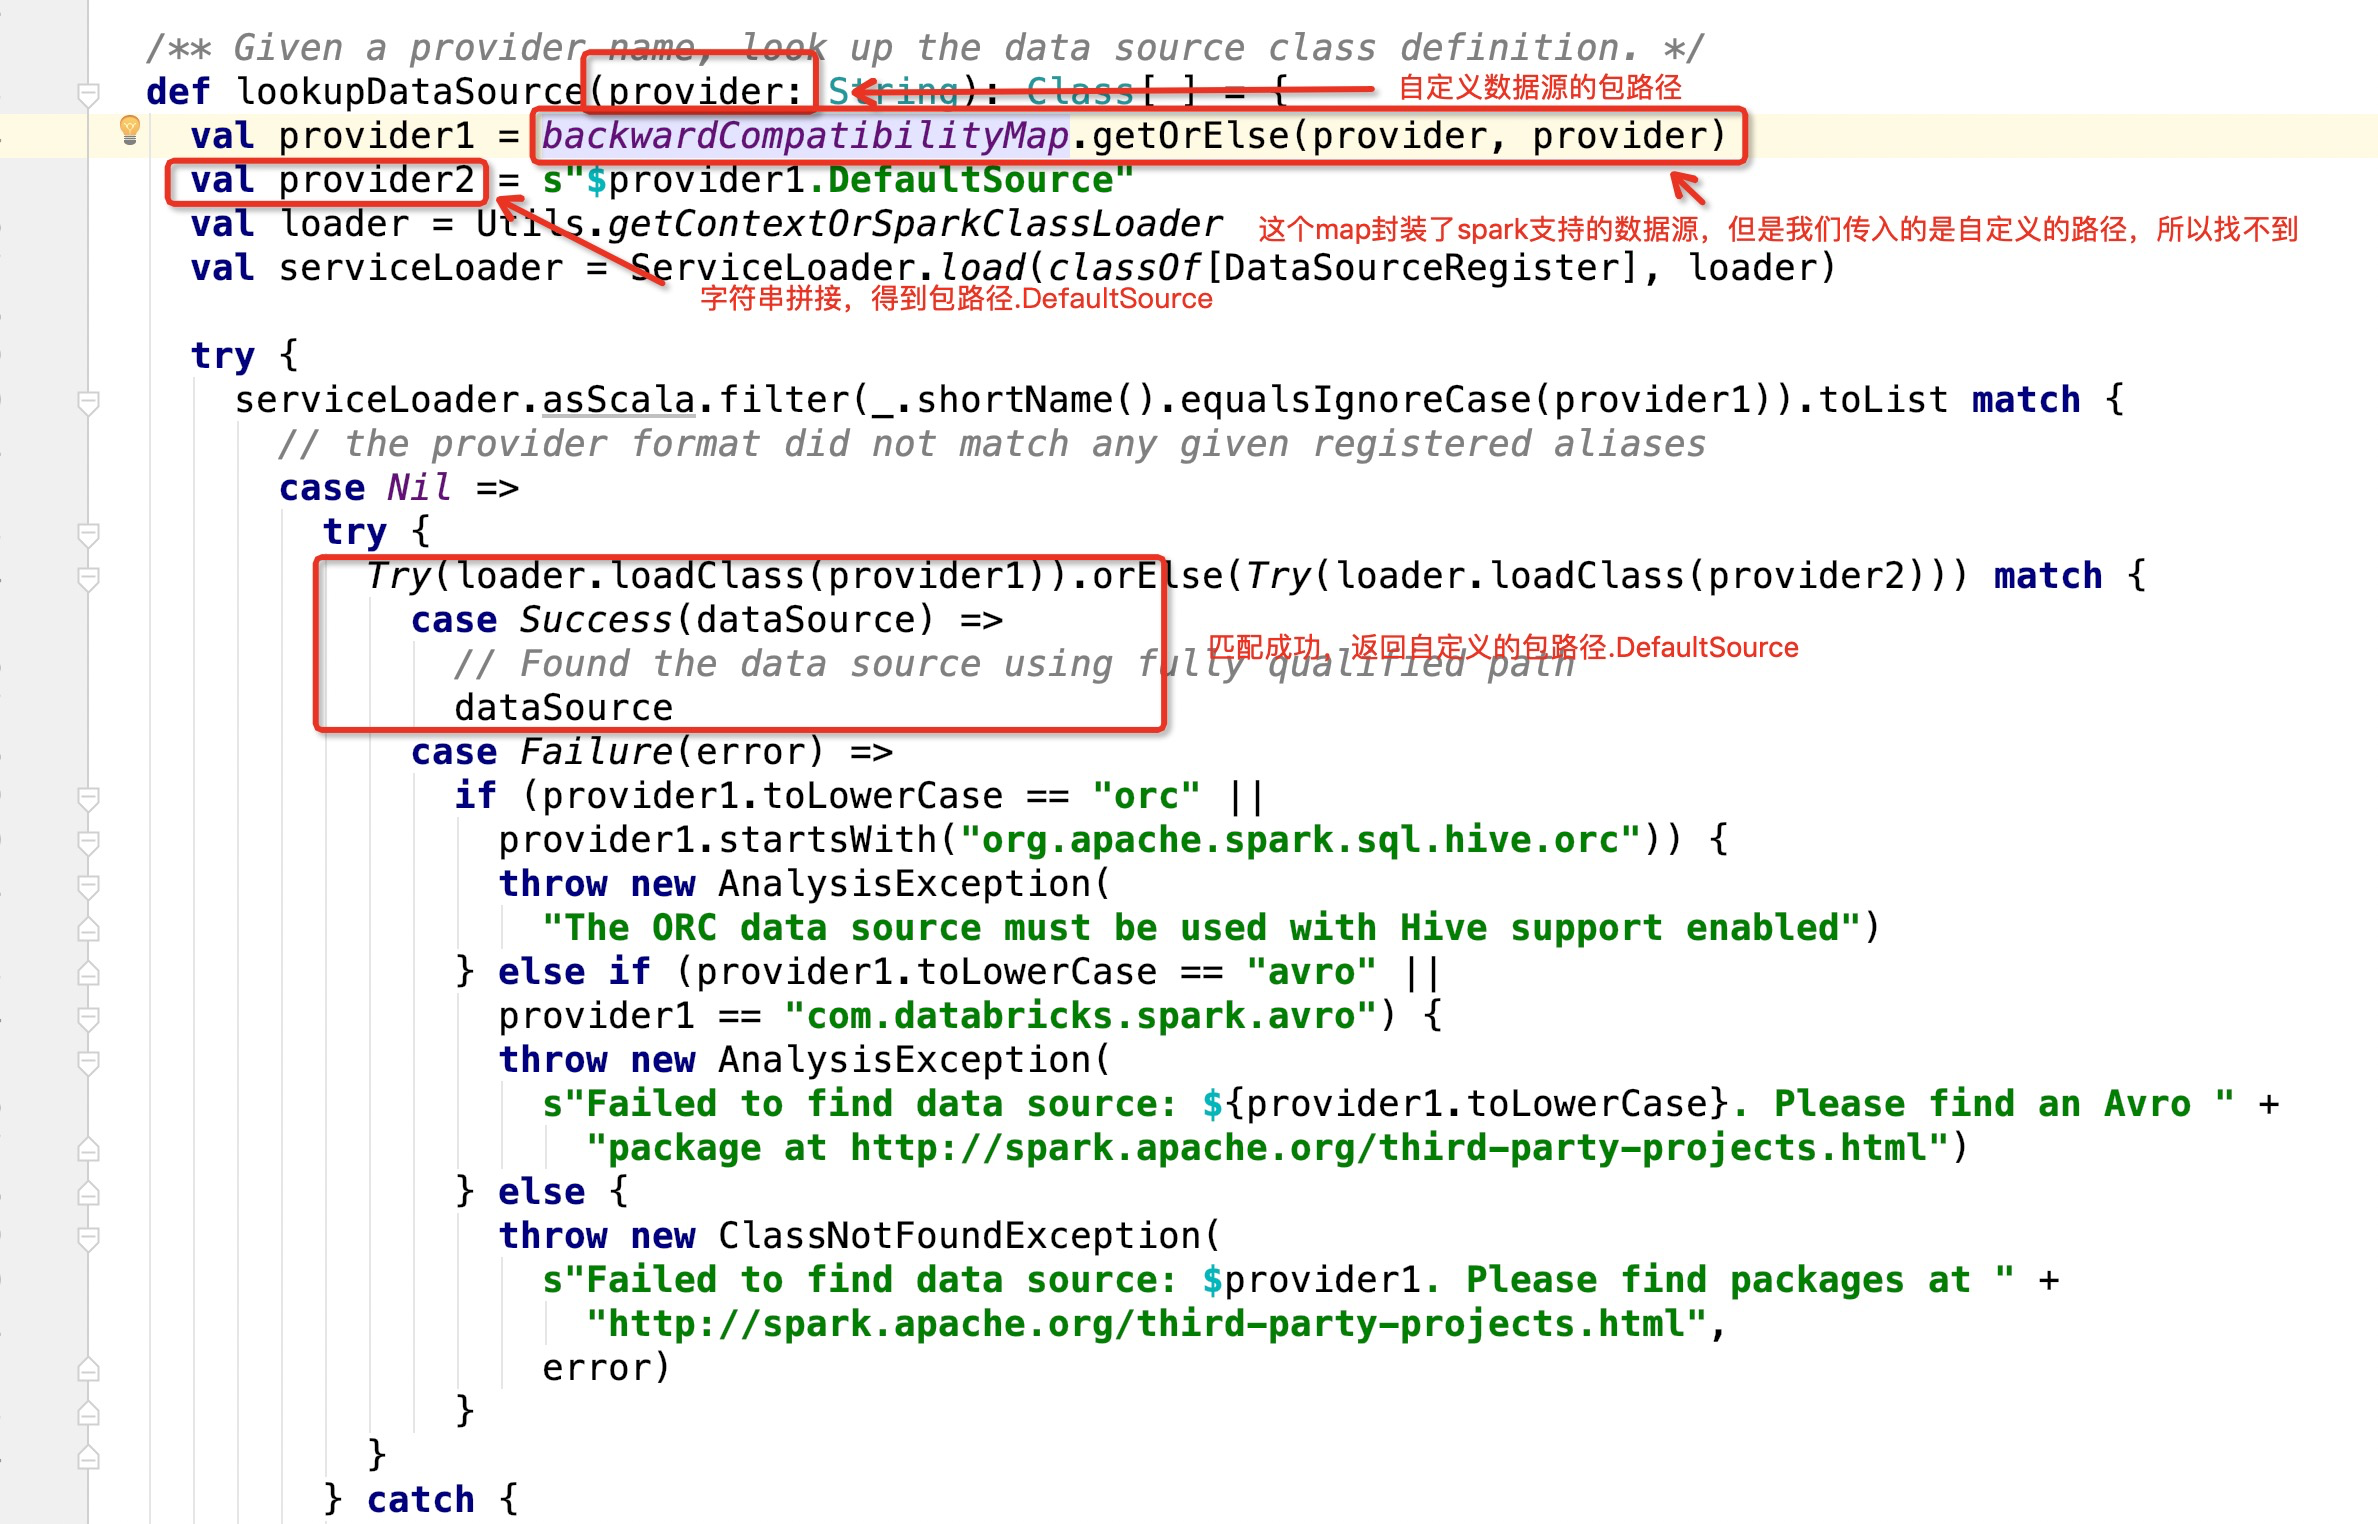 /** Given a provider name, look up the data source class definition. */
def lookupDataSource(provider: String): Class[_] = {
自定义数据源的包路径
val provider1 = backwardCompatibilityMap.getOrElse(provider, provider)
val provider2 = s"$provider1.DefaultSource"
val loader = Utils.getContextOrSparkClassLoader
这个map封装了spark支持的数据源，但是我们传入的是自定义的路径，所以找不到
val serviceLoader = ServiceLoader.load(classOf[DataSourceRegister], loader)
字符串拼接，得到包路径.DefaultSource
try {
serviceLoader.asScala.filter(_.shortName().equalsIgnoreCase(provider1)).toList match {
// the provider format did not match any given registered aliases
case Nil =>
try {
Try(loader.loadClass(provider1)).orElse(Try(loader.loadClass(provider2))) match {
case Success(dataSource) =>
匹配成功，返回自定义的包路径.DefaultSource
// Found the data source using fully qualified path
dataSource
case Failure(error) =>
if (provider1.toLowerCase == "orc" ||
provider1.startsWith("org.apache.spark.sql.hive.orc")) {
throw new AnalysisException(
"The ORC data source must be used with Hive support enabled")
} else if (provider1.toLowerCase == "avro" ||
provider1 == "com.databricks.spark.avro") {
throw new AnalysisException(
s"Failed to find data source: ${provider1.toLowerCase}. Please find an Avro " +
"package at http://spark.apache.org/third-party-projects.html")
} else {
throw new ClassNotFoundException(
s"Failed to find data source: $provider1. Please find packages at " +
"http://spark.apache.org/third-party-projects.html",
error)
}
}
} catch {